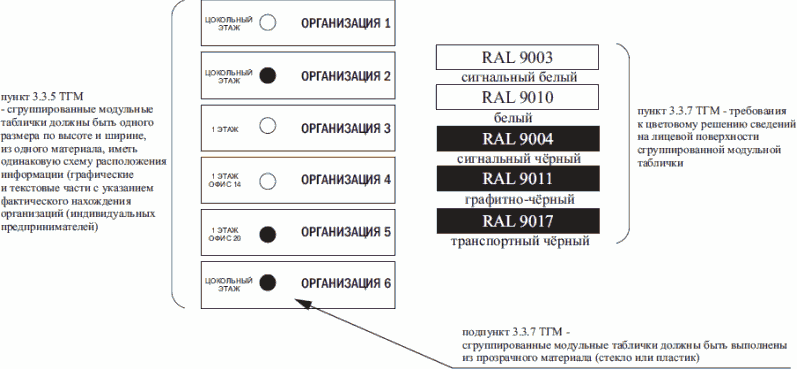 пункт 3.3.5 ТГМ
- сгруппированные модульные
таблички должны быть одного
размера по высоте и ширине,
из одного материала, иметь
одинаковую схему расположения
информации (графические
и текстовые части с указанием
фактического нахождения
организаций (индивидуальных
предпринимателей)
ЦОКОЛЬНЫЙ
ЭТАЖ
ОРГАНИЗАЦИЯ 1
ЦОКОЛЬНЫЙ
ЭТАЖ
ОРГАНИЗАЦИЯ 2
1 ЭТАЖ
ОРГАНИЗАЦИЯ 3
1 ЭТАЖ
ОФИС 14
ОРГАНИЗАЦИЯ 4
1 ЭТАЖ
ОФИС 20
ОРГАНИЗАЦИЯ 5
ЦОКОЛЬНЫЙ
ЭТАЖ
ОРГАНИЗАЦИЯ 6
RAL 9003
сигнальный белый
RAL 9010
белый
RAL 9004
сигнальный чёрный
RAL 9011
графитно-чёрный
RAL 9017
транспортный чёрный
пункт 3.3.7 ТГМ - требования
к цветовому решению сведений
на лицевой поверхности
сгруппированной модульной
таблички
подпункт 3.3.7 ТГМ -
сгруппированные модульные таблички должны быть выполнены
из прозрачного материала (стекло или пластик)